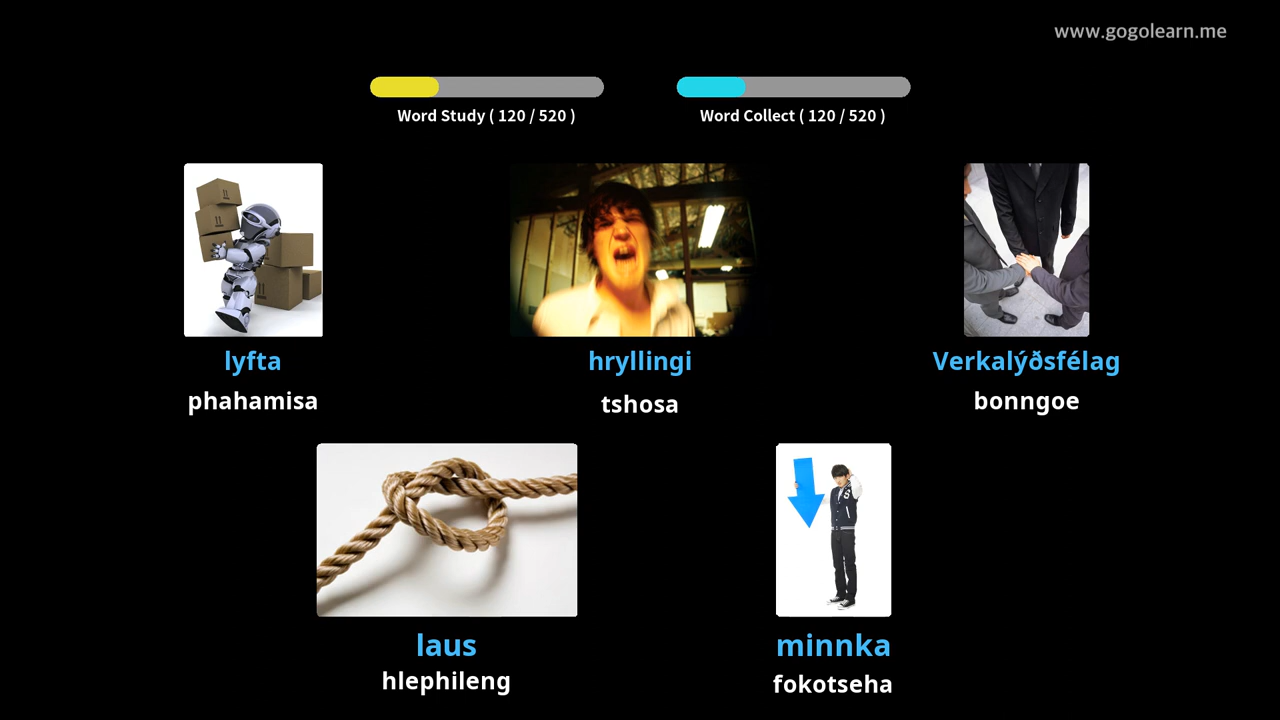 www.gogolearn.me
Word Study ( 120 / 520 )
Word Collect ( 120 / 520 )
lyfta
phahamisa
hryllingi
tshosa
Verkalýðsfélag
bonngoe
laus
hlephileng
minnka
fokotseha